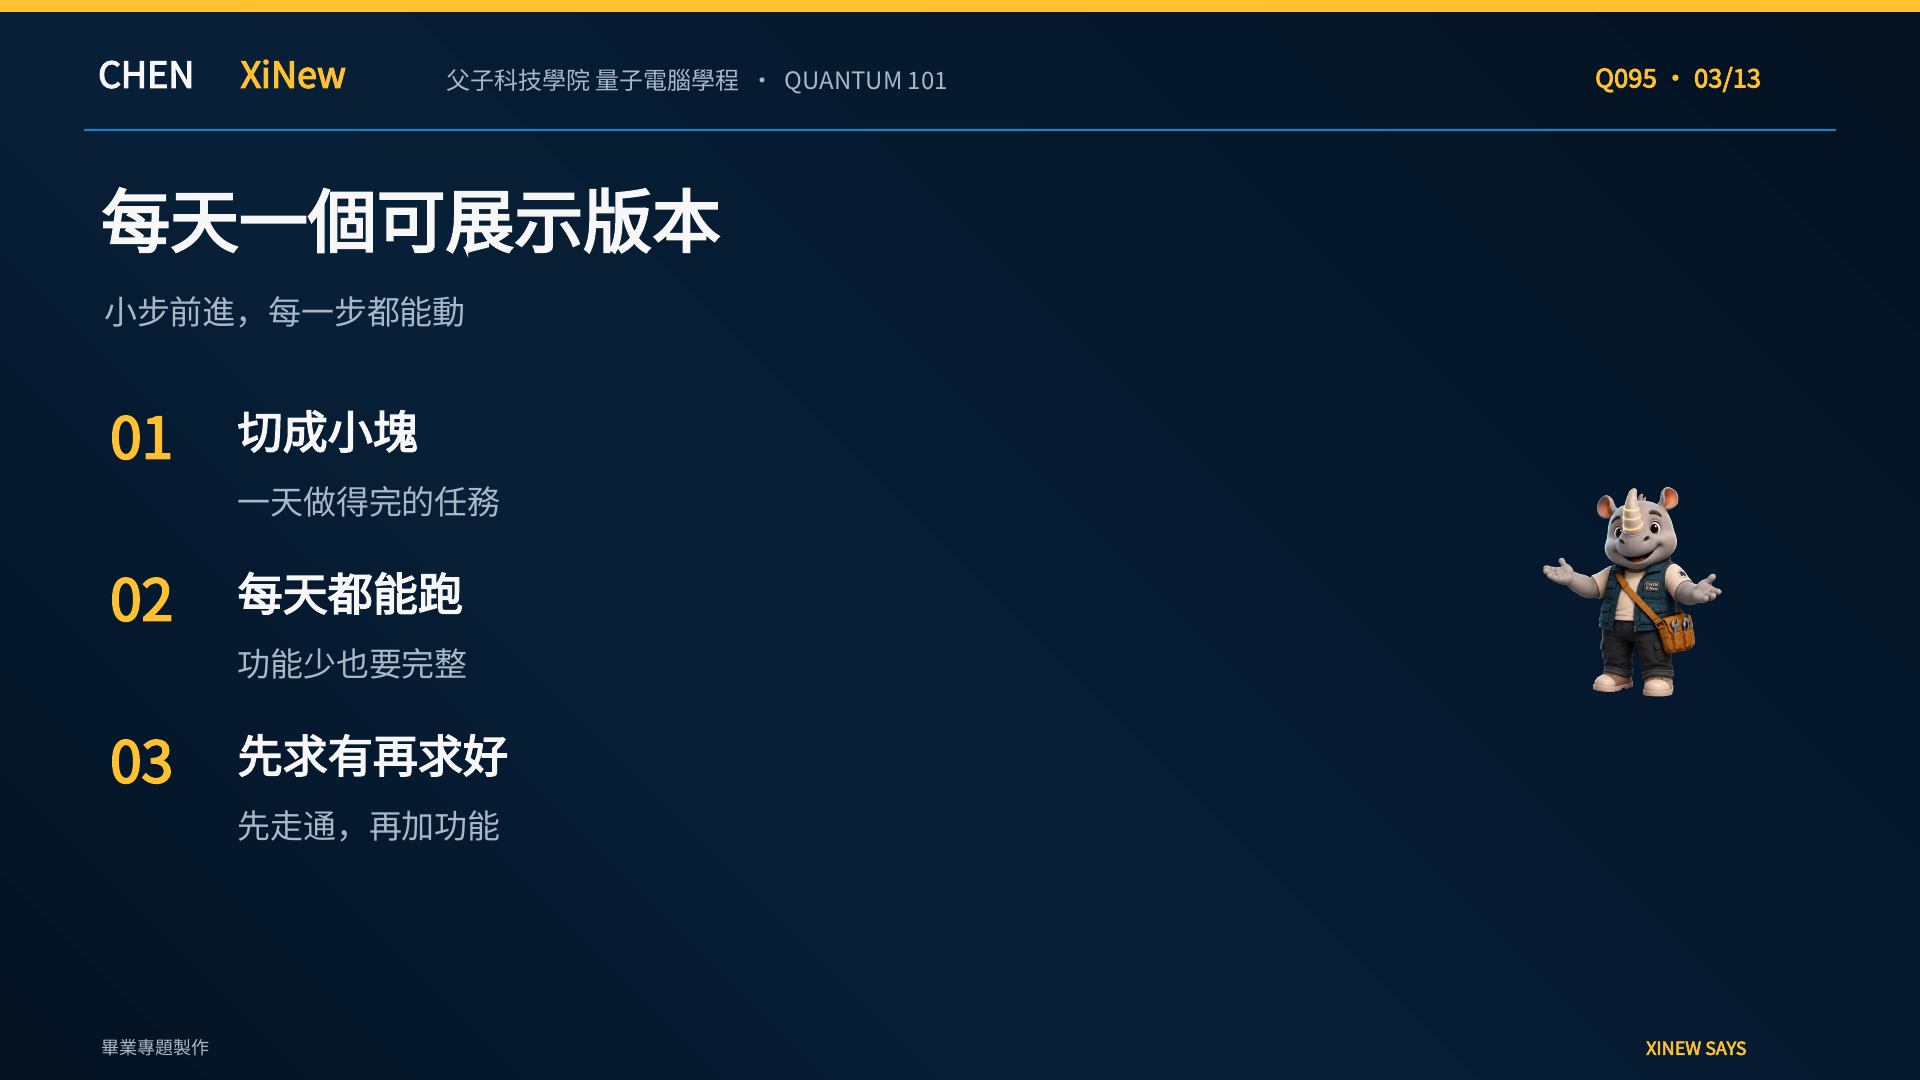 CHEN XiNew 父子科技學院 量子電腦學程 · QUANTUM 101 Q095 · 03/13
每天一個可展示版本
小步前進，每一步都能動
01 切成小塊
一天做得完的任務
02 每天都能跑
功能少也要完整
03 先求有再求好
先走通，再加功能
CHEN
XiNew
畢業專題製作 XINEW SAYS